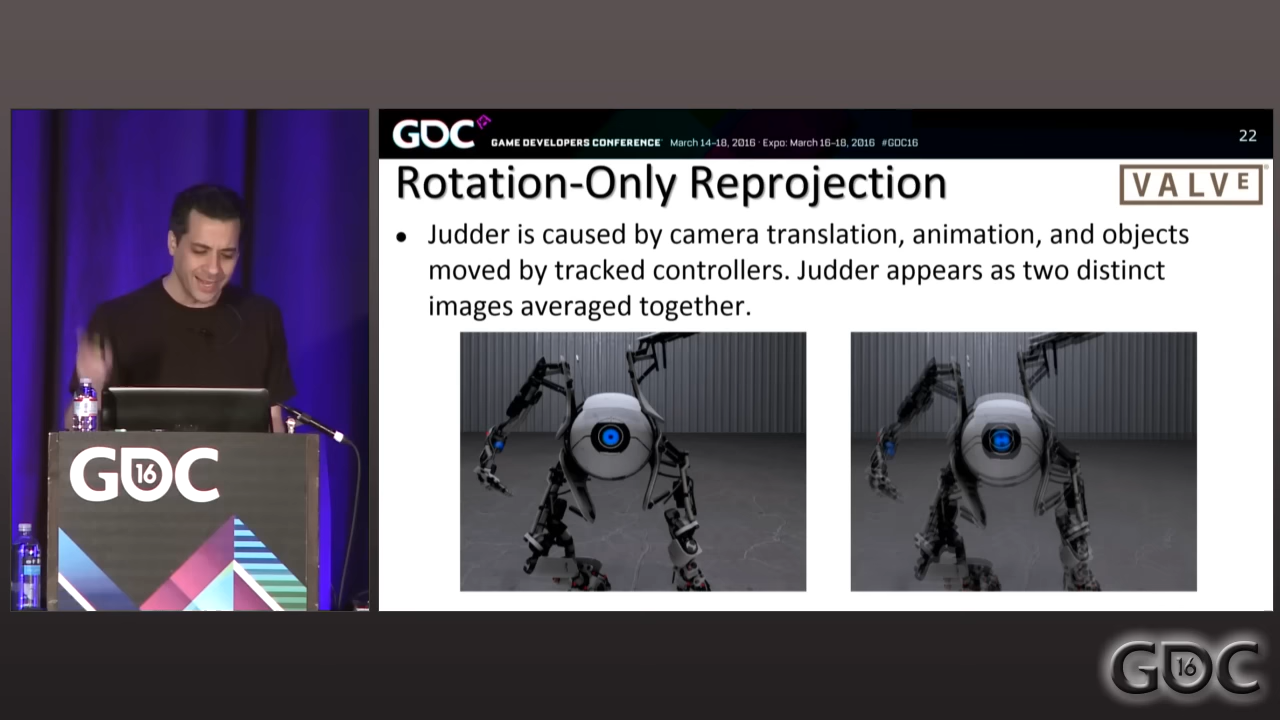 GDC
GAME DEVELOPERS CONFERENCE March 14-18, 2016 · Expo: March 16-18, 2016 #GDC16
22
Rotation-Only Reprojection
VALVE
• Judder is caused by camera translation, animation, and objects
moved by tracked controllers. Judder appears as two distinct
images averaged together.
GDC
16
GDC
16